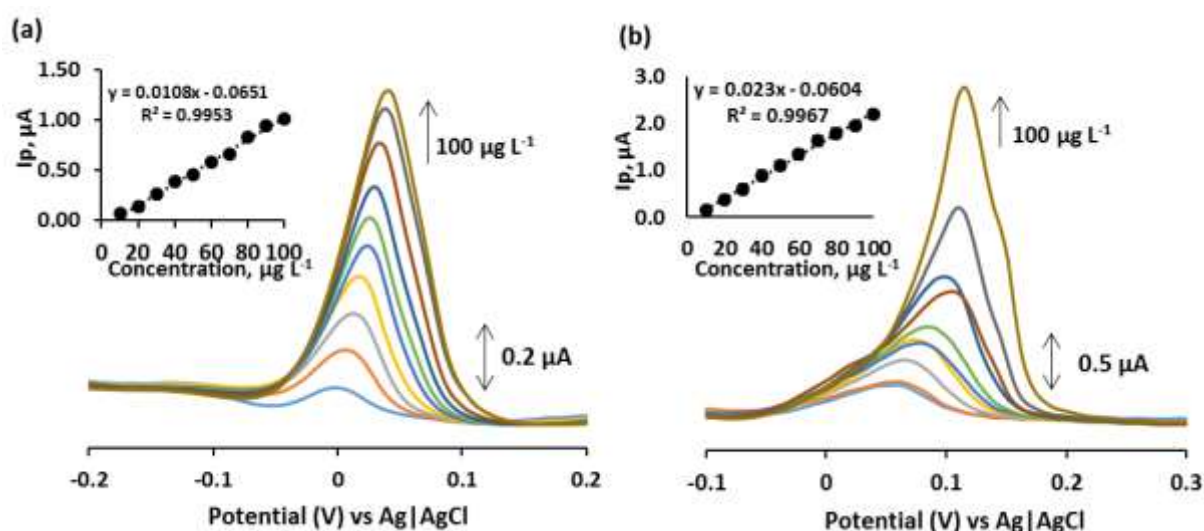 (a)
1.50
y = 0.0108x - 0.0651
R² = 0.9953
1.00
Ip, µA
0.50
0.00
0 20 40 60 80 100
Concentration, µg L⁻¹
100 µg L⁻¹
0.2 µA
-0.2 -0.1 0 0.1 0.2
Potential (V) vs Ag|AgCl
(b)
3.0
y = 0.023x - 0.0604
R² = 0.9967
2.0
Ip, µA
1.0
0.0
0 20 40 60 80 100
Concentration, µg L⁻¹
100 µg L⁻¹
0.5 µA
-0.1 0 0.1 0.2 0.3
Potential (V) vs Ag|AgCl